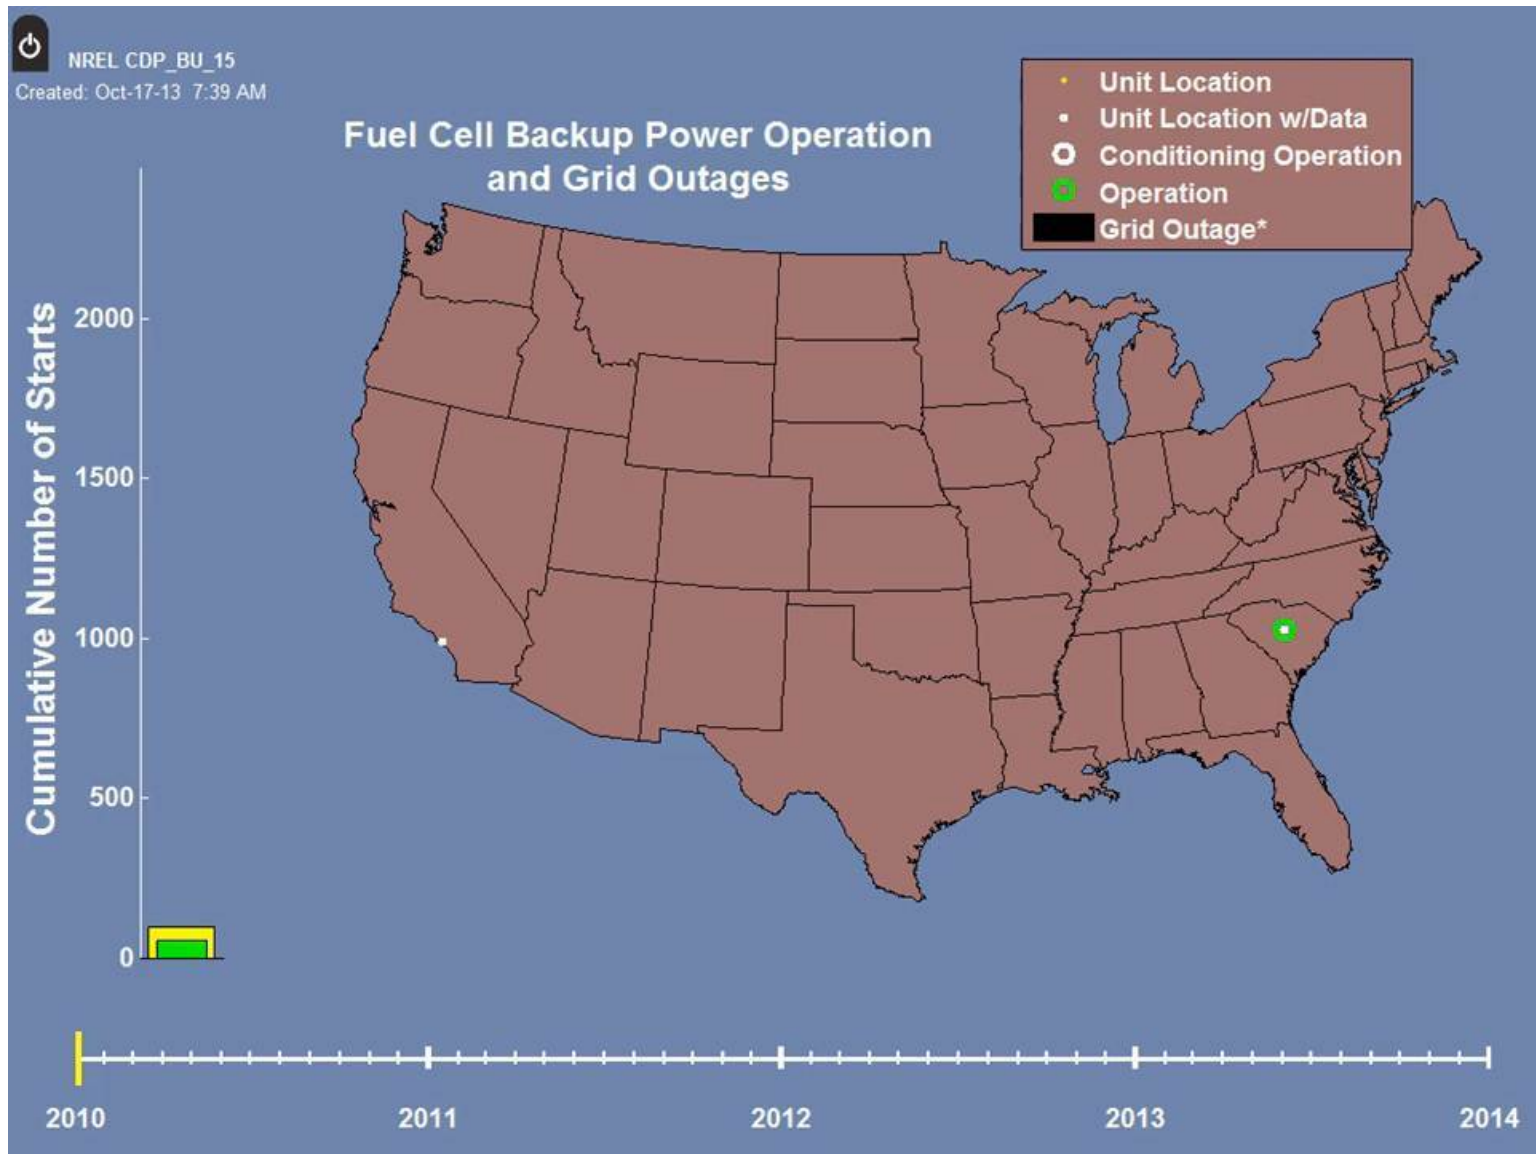 NREL CDP_BU_15
Created: Oct-17-13 7:39 AM
Fuel Cell Backup Power Operation
and Grid Outages
Unit Location
Unit Location w/Data
Conditioning Operation
Operation
Grid Outage*
Cumulative Number of Starts
2000
1500
1000
500
0
2010
2011
2012
2013
2014